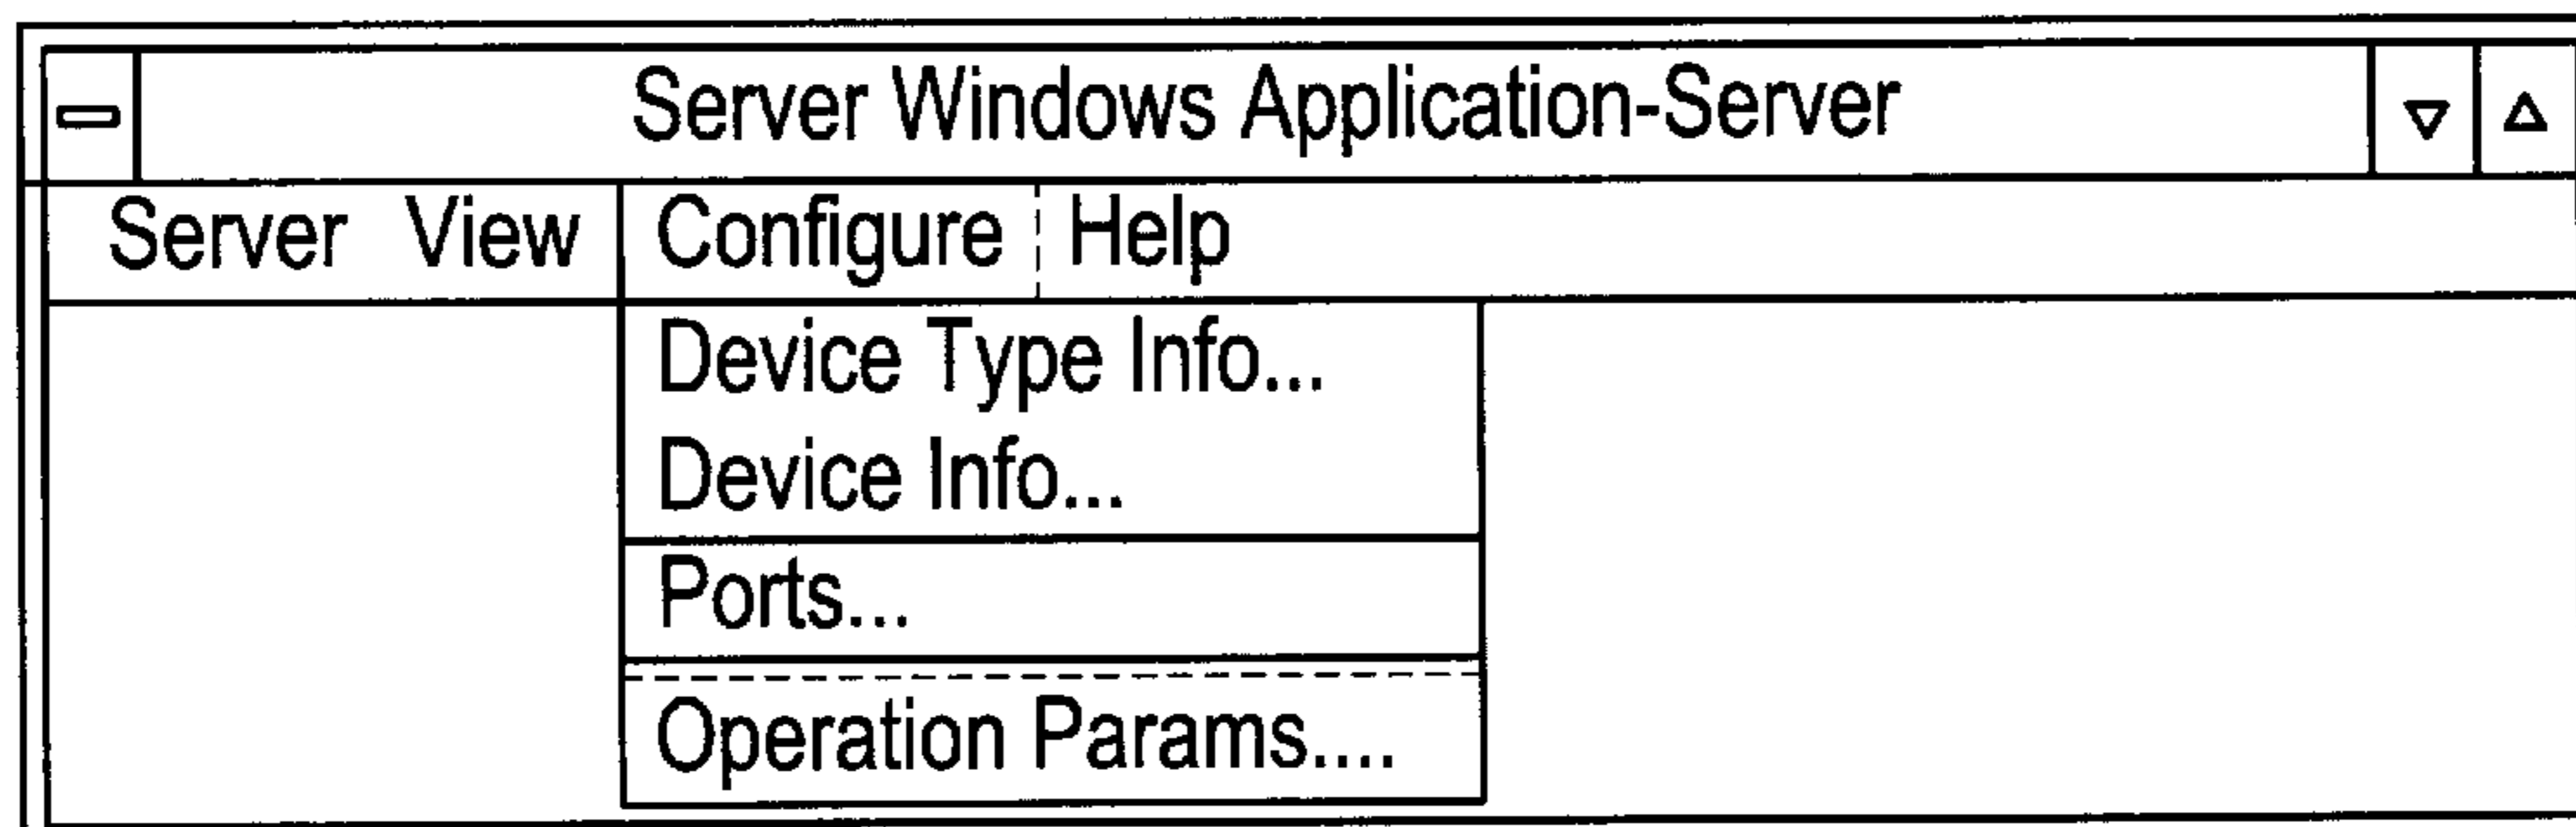 Server Windows Application-Server
Server View Configure Help
Device Type Info...
Device Info...
Ports...
Operation Params....